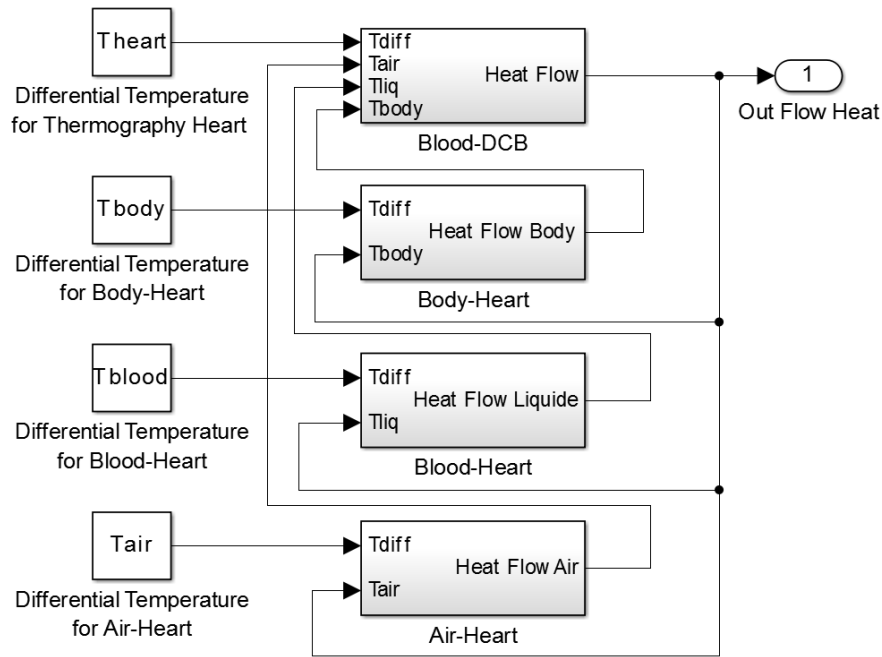 Theart
Differential Temperature
for Thermography Heart
Tdiff
Tair
Tliq
Tbody
Heat Flow
Blood-DCB
1
Out Flow Heat
Tbody
Differential Temperature
for Body-Heart
Tdiff
Tbody
Heat Flow Body
Body-Heart
Tblood
Differential Temperature
for Blood-Heart
Tdiff
Tliq
Heat Flow Liquide
Blood-Heart
Tair
Differential Temperature
for Air-Heart
Tdiff
Tair
Heat Flow Air
Air-Heart